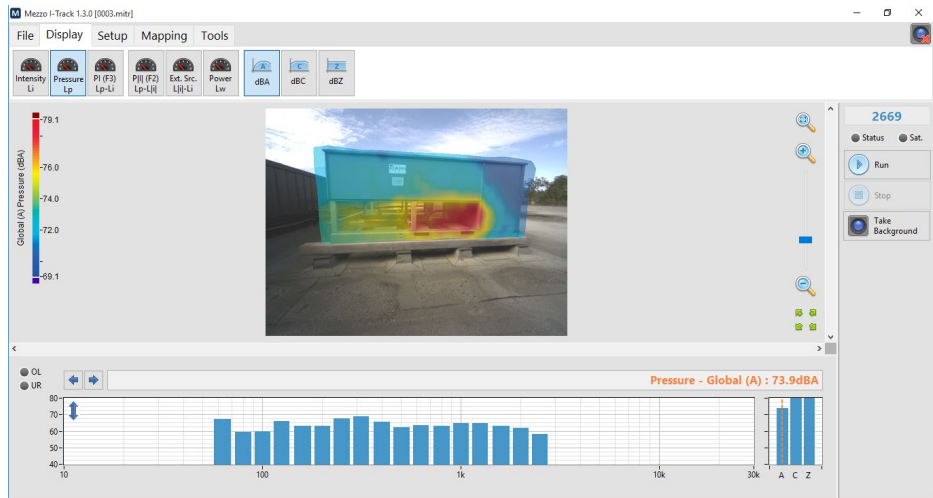 Mezzo I-Track 1.3.0 [0003.mitr]
File Display Setup Mapping Tools
Intensity Li
Pressure Lp
PI (F3) Lp-Li
P|I| (F2) Lp-L|i|
Ext. Src. L|i|-Li
Power Lw
A dBA
C dBC
Z dBZ
Global (A) Pressure (dBA)
-79.1
-76.0
-74.0
-72.0
-69.1
2669
Status Sat.
Run
Stop
Take
Background
OL
UR
Pressure - Global (A) : 73.9dBA
80
70
60
50
40
10 100 1k 10k 30k A C Z